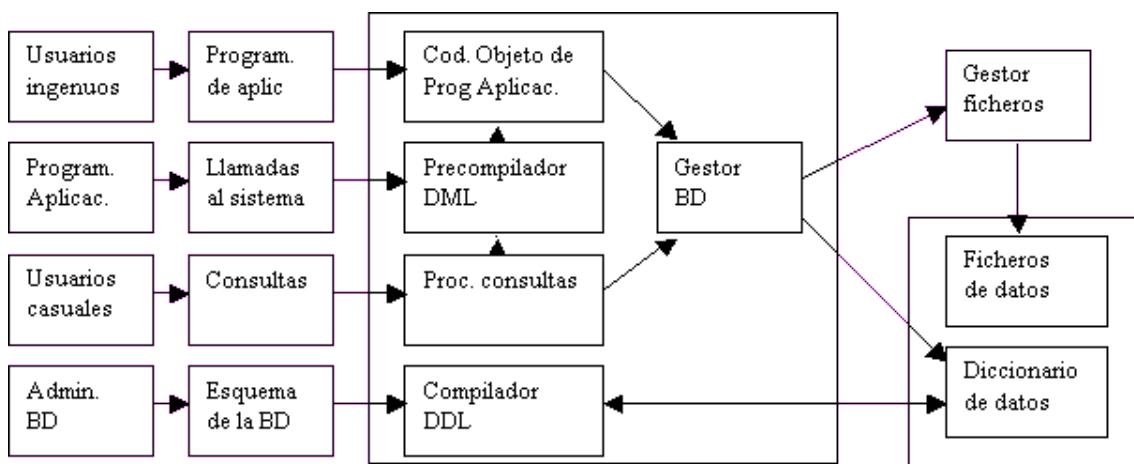 Usuarios
ingenuos
Program.
de aplic
Cod. Objeto de
Prog Aplicac.
Gestor
ficheros
Program.
Aplicac.
Llamadas
al sistema
Precompilador
DML
Gestor
BD
Usuarios
casuales
Consultas
Proc. consultas
Ficheros
de datos
Admin.
BD
Esquema
de la BD
Compilador
DDL
Diccionario
de datos